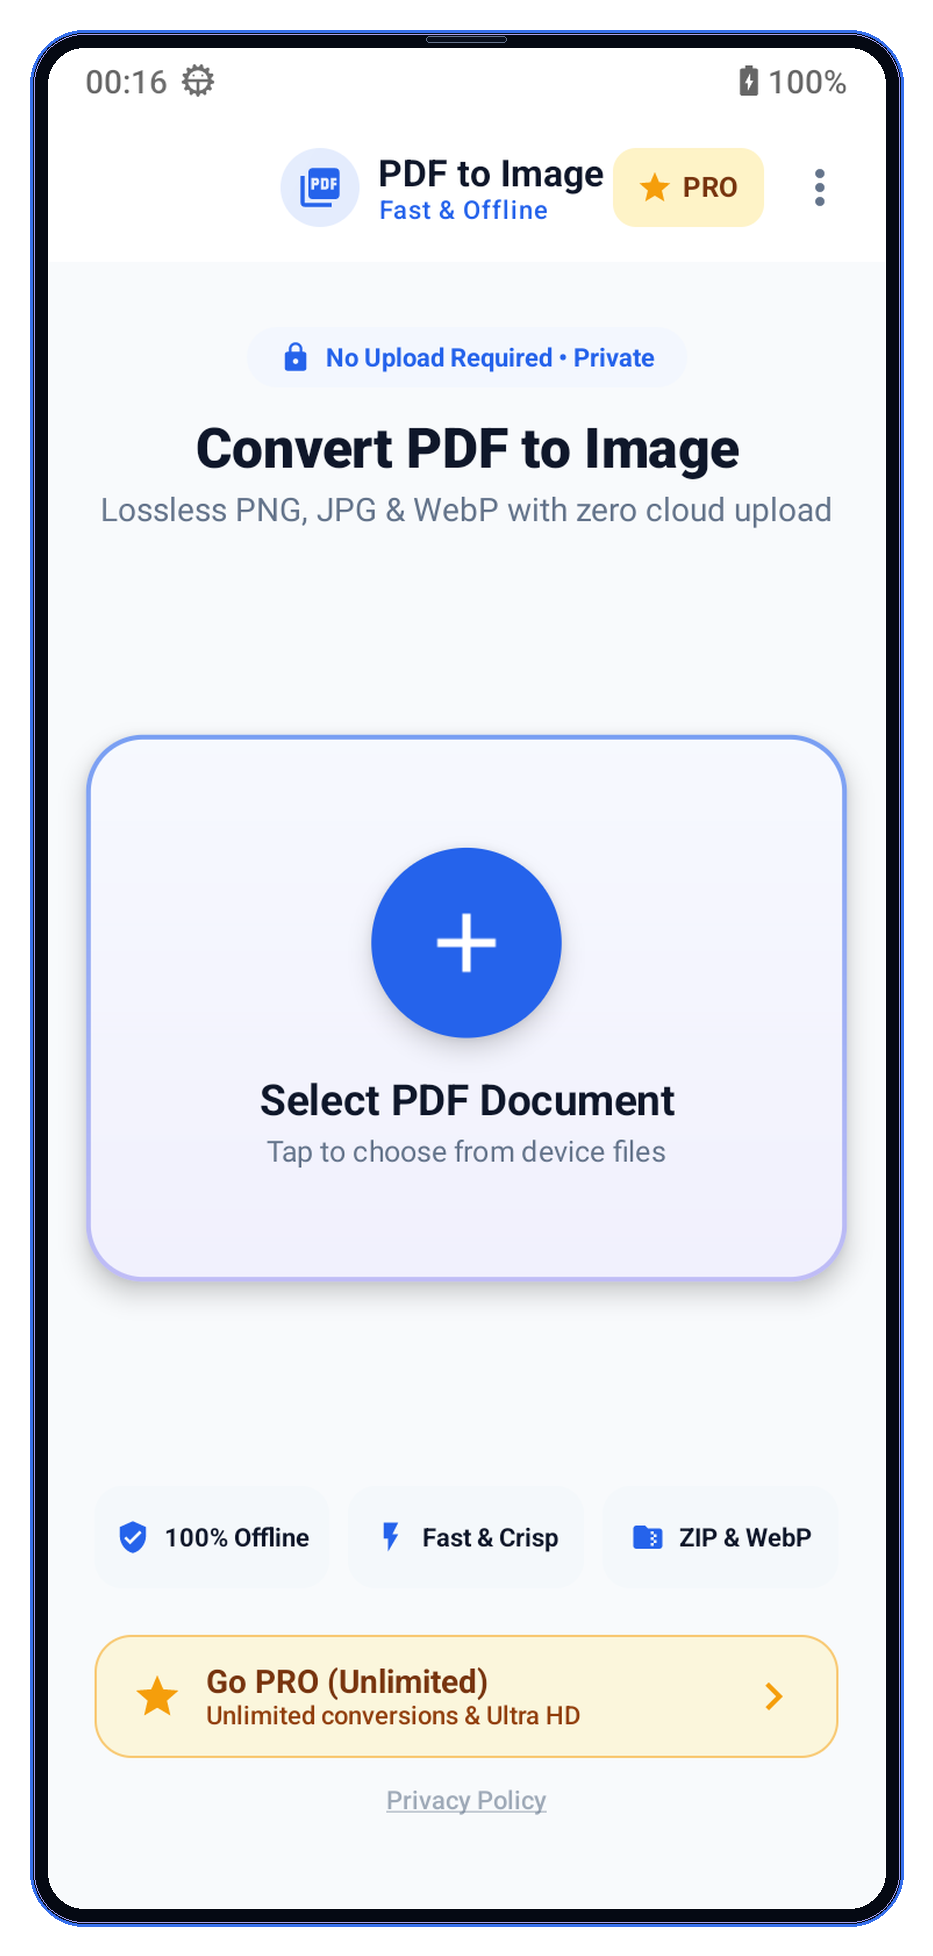 00:16
100%
PDF
PDF to Image
Fast & Offline
PRO
No Upload Required • Private
Convert PDF to Image
Lossless PNG, JPG & WebP with zero cloud upload
Select PDF Document
Tap to choose from device files
100% Offline
Fast & Crisp
ZIP & WebP
Go PRO (Unlimited)
Unlimited conversions & Ultra HD
Privacy Policy